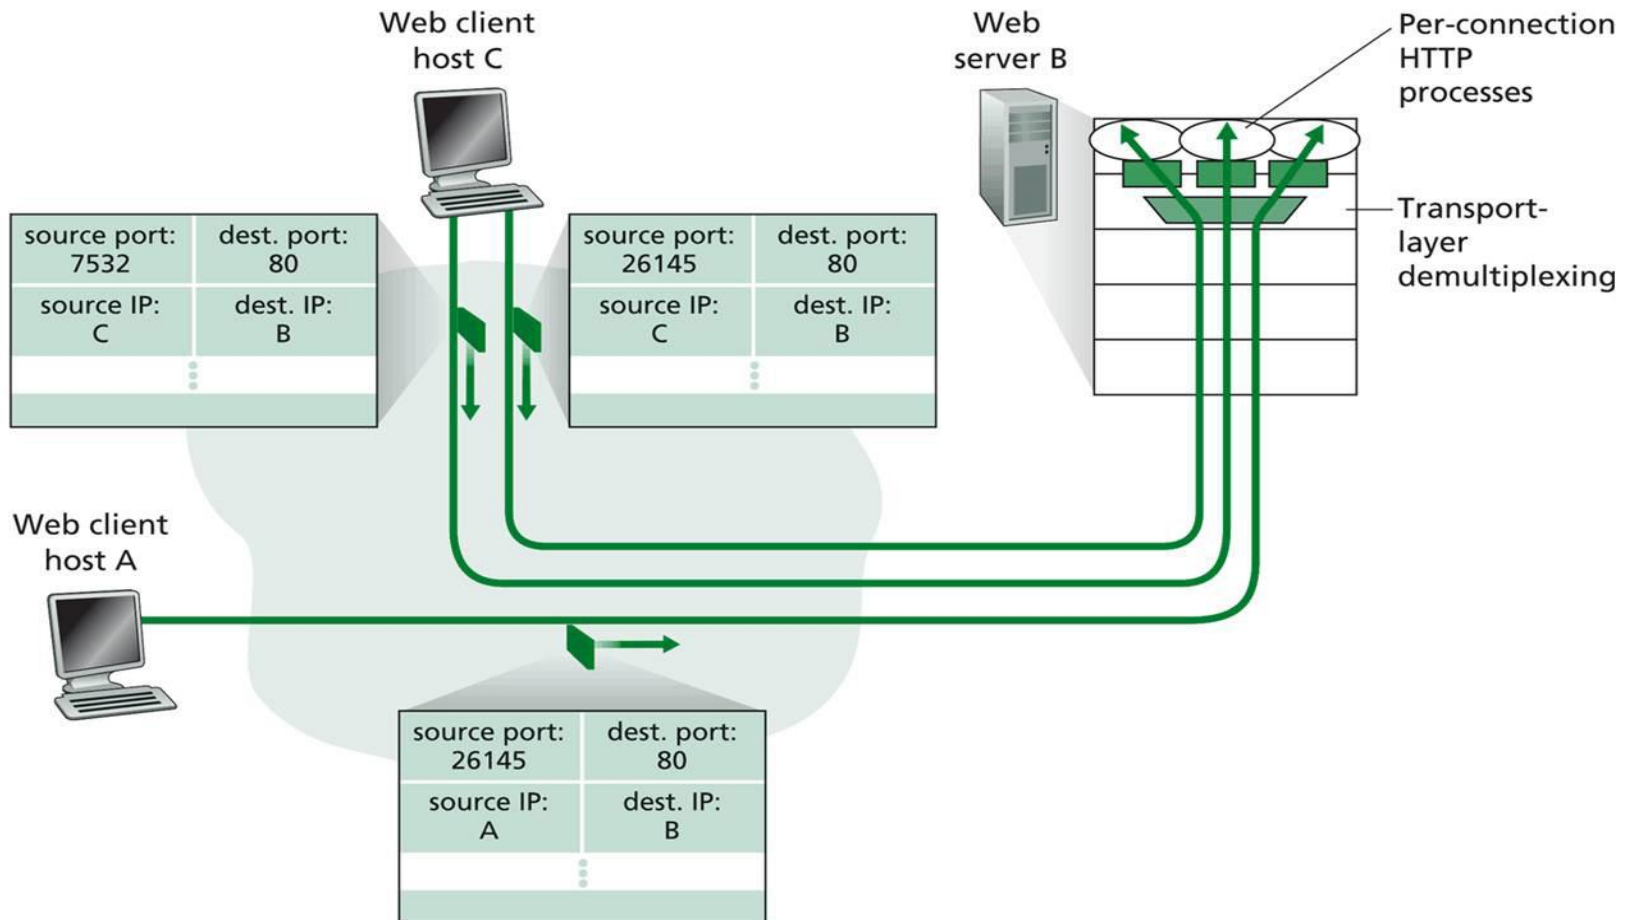 Web client
host C
Web
server B
Per-connection
HTTP
processes
Transport-
layer
demultiplexing
source port:
7532
dest. port:
80
source IP:
C
dest. IP:
B
source port:
26145
dest. port:
80
source IP:
C
dest. IP:
B
Web client
host A
source port:
26145
dest. port:
80
source IP:
A
dest. IP:
B